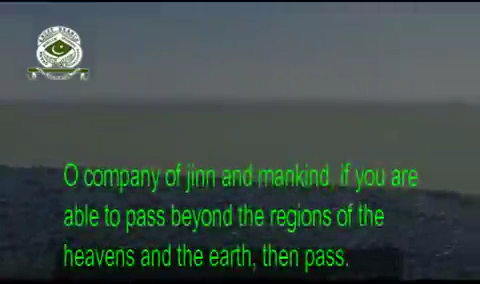 O company of jinn and mankind, if you are
able to pass beyond the regions of the
heavens and the earth, then pass.